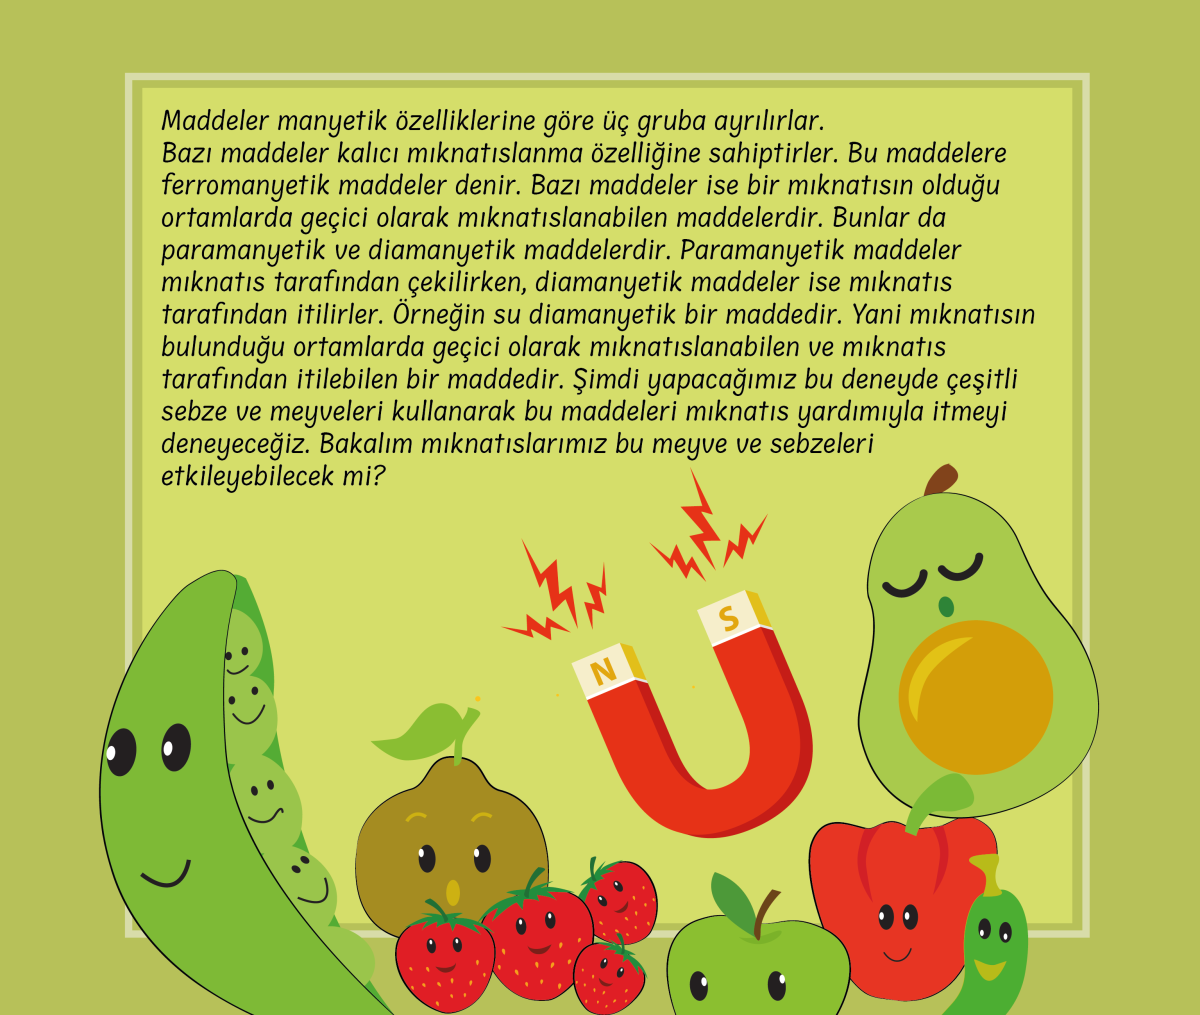 Maddeler manyetik özelliklerine göre üç gruba ayrılırlar.
Bazı maddeler kalıcı mıknatıslanma özelliğine sahiptirler. Bu maddelere
ferromanyetik maddeler denir. Bazı maddeler ise bir mıknatısın olduğu
ortamlarda geçici olarak mıknatıslanabilen maddelerdir. Bunlar da
paramanyetik ve diamanyetik maddelerdir. Paramanyetik maddeler
mıknatıs tarafından çekilirken, diamanyetik maddeler ise mıknatıs
tarafından itilirler. Örneğin su diamanyetik bir maddedir. Yani mıknatısın
bulunduğu ortamlarda geçici olarak mıknatıslanabilen ve mıknatıs
tarafından itilebilen bir maddedir. Şimdi yapacağımız bu deneyde çeşitli
sebze ve meyveleri kullanarak bu maddeleri mıknatıs yardımıyla itmeyi
deneyeceğiz. Bakalım mıknatıslarımız bu meyve ve sebzeleri
etkileyebilecek mi?
S
N